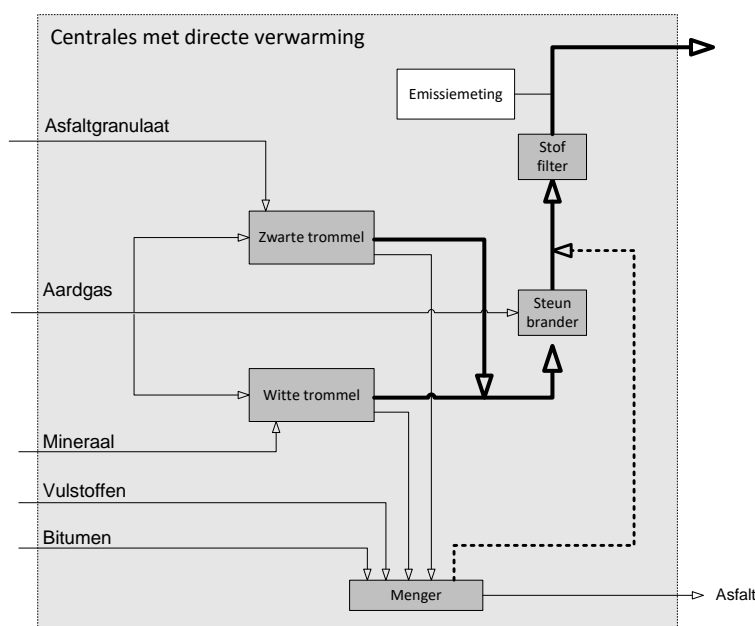 Centrales met directe verwarming
Emissiemeting
Asfaltgranulaat
Stof
filter
Zwarte trommel
Aardgas
Steun
brander
Witte trommel
Mineraal
Vulstoffen
Bitumen
Menger
Asfalt